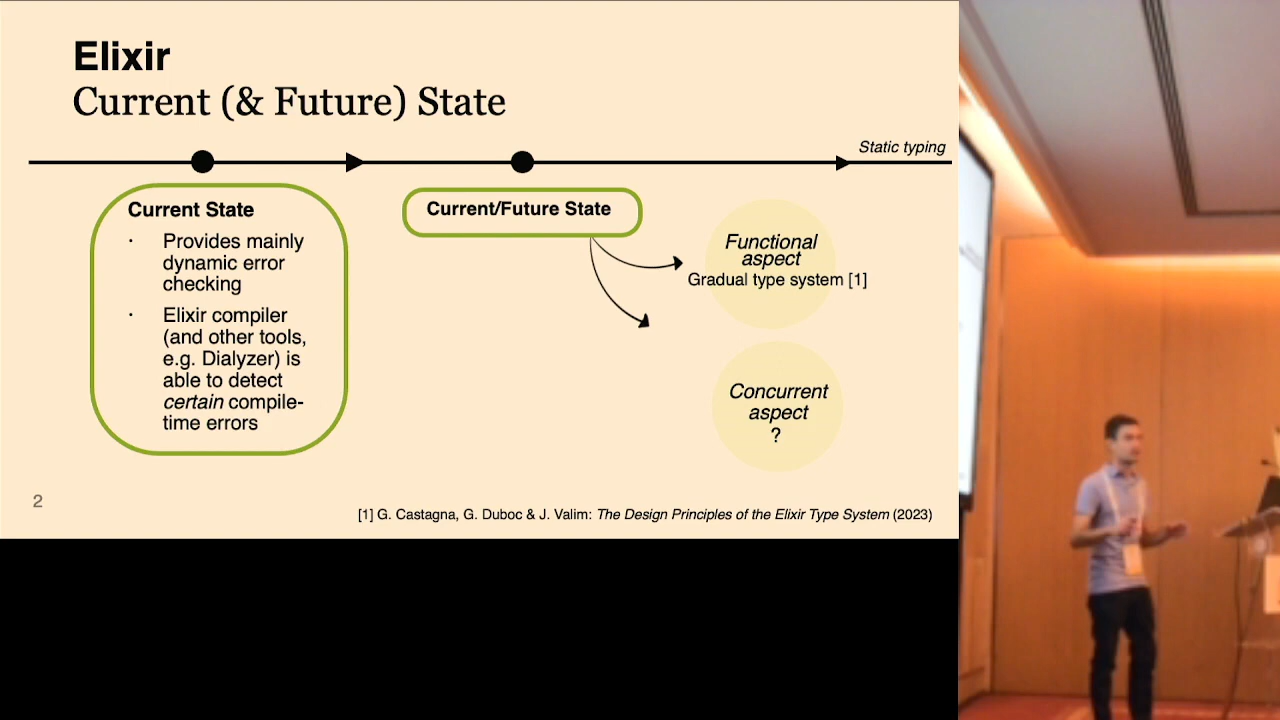 Elixir
Current (& Future) State
Static typing
Current State
· Provides mainly
dynamic error
checking
· Elixir compiler
(and other tools,
e.g. Dialyzer) is
able to detect
certain compile-
time errors
Current/Future State
Functional
aspect
Gradual type system [1]
Concurrent
aspect
?
2
[1] G. Castagna, G. Duboc & J. Valim: The Design Principles of the Elixir Type System (2023)